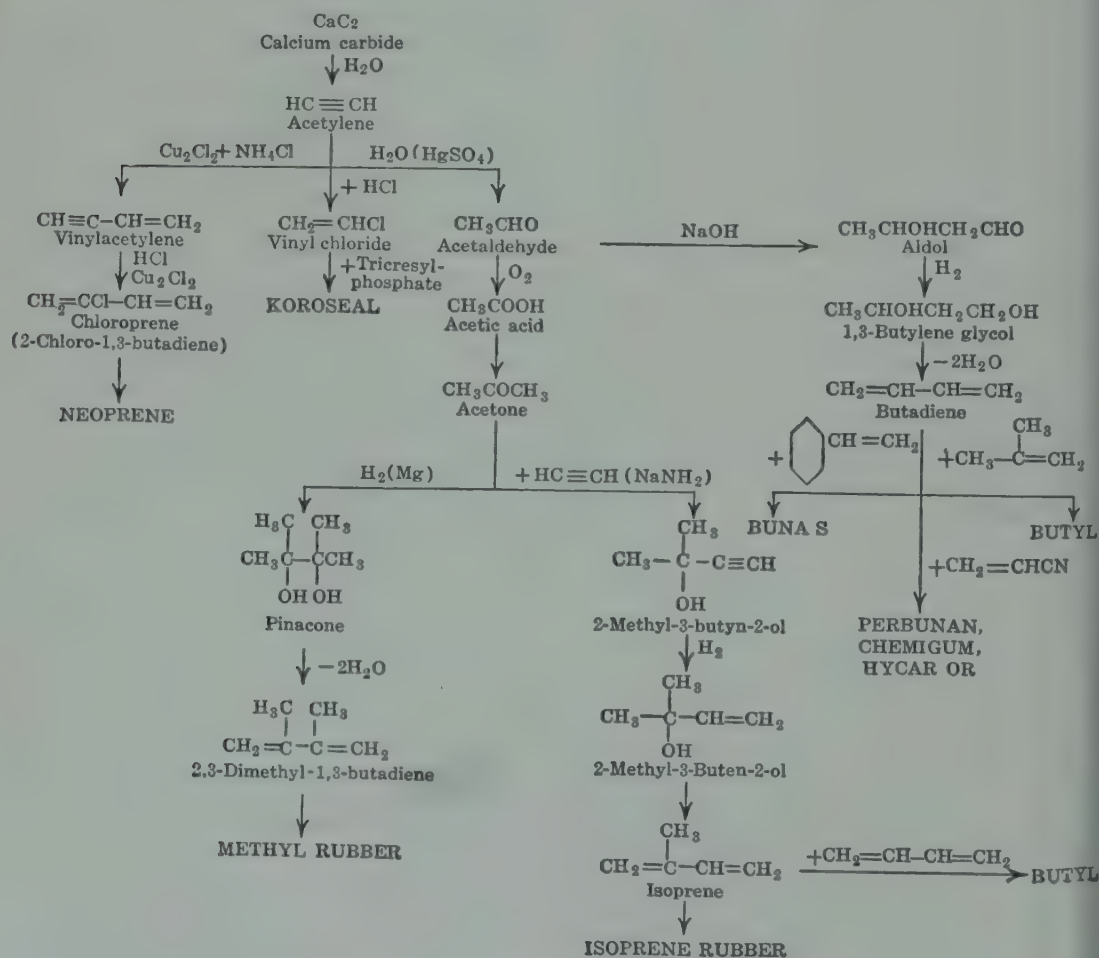 CaC2
Calcium carbide
H2O
HC≡CH
Acetylene
Cu2Cl2+ NH4Cl
H2O (HgSO4)
+ HCl
CH≡C-CH=CH2
Vinylacetylene
HCl
Cu2Cl2
CH2=CCl-CH=CH2
Chloroprene
(2-Chloro-1,3-butadiene)
NEOPRENE
CH2=CHCl
Vinyl chloride
+Tricresyl-
phosphate
KOROSEAL
CH3CHO
Acetaldehyde
O2
CH3COOH
Acetic acid
CH3COCH3
Acetone
NaOH
CH3CHOHCH2CHO
Aldol
H2
CH3CHOHCH2CH2OH
1,3-Butylene glycol
-2H2O
CH2=CH-CH=CH2
Butadiene
+ CH=CH2
CH3
+CH3-C=CH2
BUNA S
BUTYL
+CH2=CHCN
PERBUNAN,
CHEMIGUM,
HYCAR OR
H2(Mg)
+ HC≡CH (NaNH2)
H3C CH3
CH3C-CCH3
OH OH
Pinacone
-2H2O
H3C CH3
CH2=C-C=CH2
2,3-Dimethyl-1,3-butadiene
METHYL RUBBER
CH3
CH3-C-C≡CH
OH
2-Methyl-3-butyn-2-ol
H2
CH3
CH3-C-CH=CH2
OH
2-Methyl-3-Buten-2-ol
CH3
CH2=C-CH=CH2
Isoprene
+CH2=CH-CH=CH2
BUTYL
ISOPRENE RUBBER